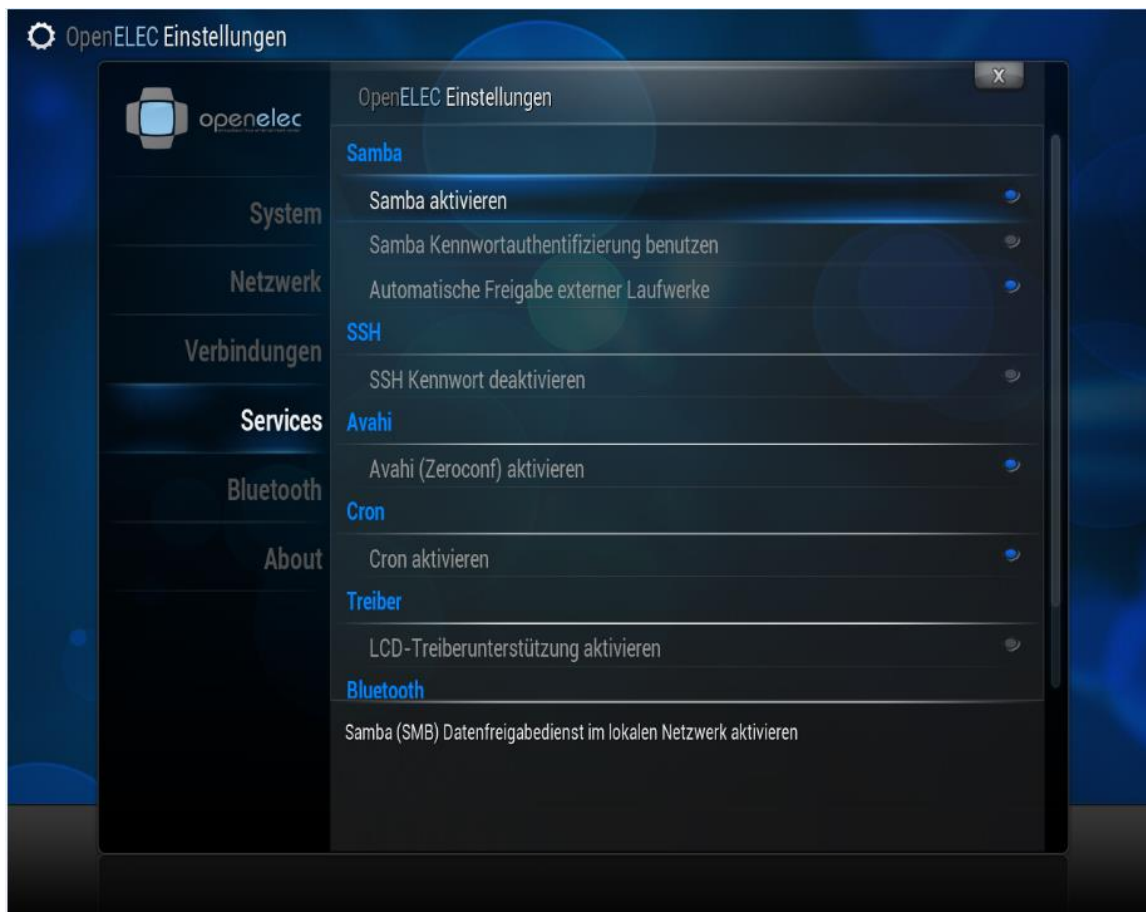 OpenELEC Einstellungen
X
openelec
OpenELEC Einstellungen
System
Netzwerk
Verbindungen
Services
Bluetooth
About
Samba
Samba aktivieren
Samba Kennwortauthentifizierung benutzen
Automatische Freigabe externer Laufwerke
SSH
SSH Kennwort deaktivieren
Avahi
Avahi (Zeroconf) aktivieren
Cron
Cron aktivieren
Treiber
LCD-Treiberunterstützung aktivieren
Bluetooth
Samba (SMB) Datenfreigabedienst im lokalen Netzwerk aktivieren